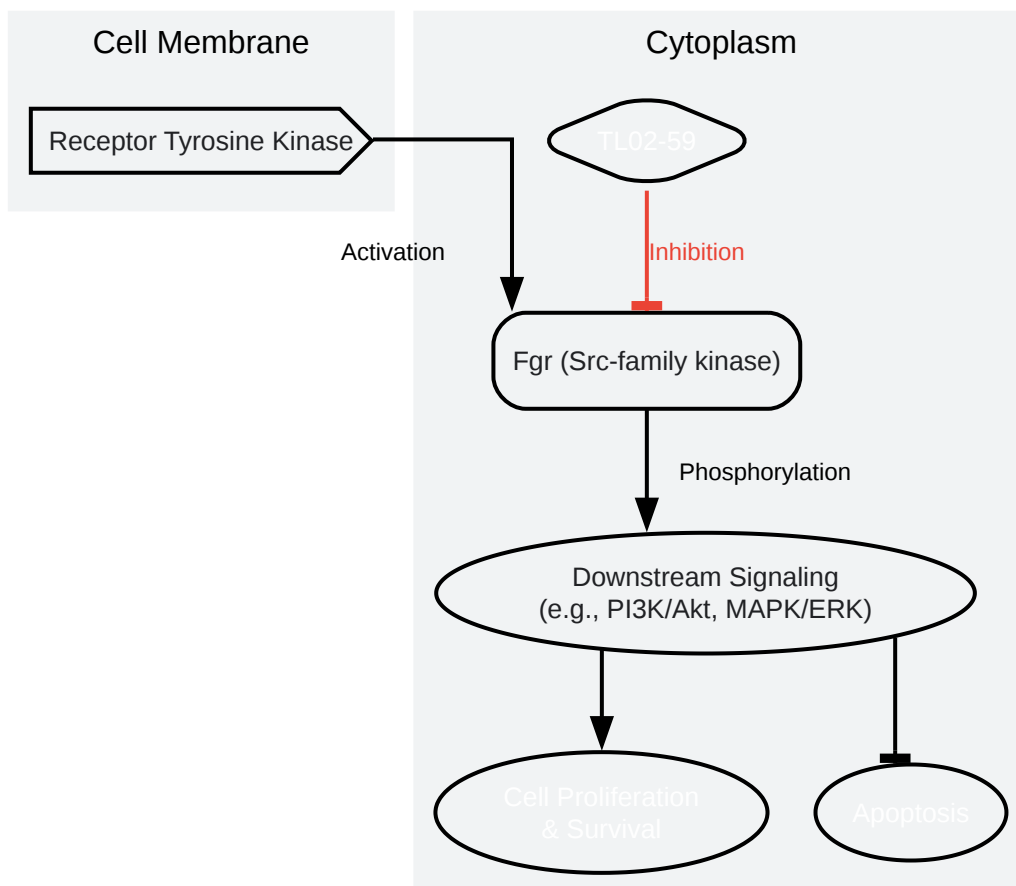 Cell Membrane
Cytoplasm
Receptor Tyrosine Kinase
TL02-59
Activation
Inhibition
Fgr (Src-family kinase)
Phosphorylation
Downstream Signaling
(e.g., PI3K/Akt, MAPK/ERK)
Cell Proliferation
& Survival
Apoptosis